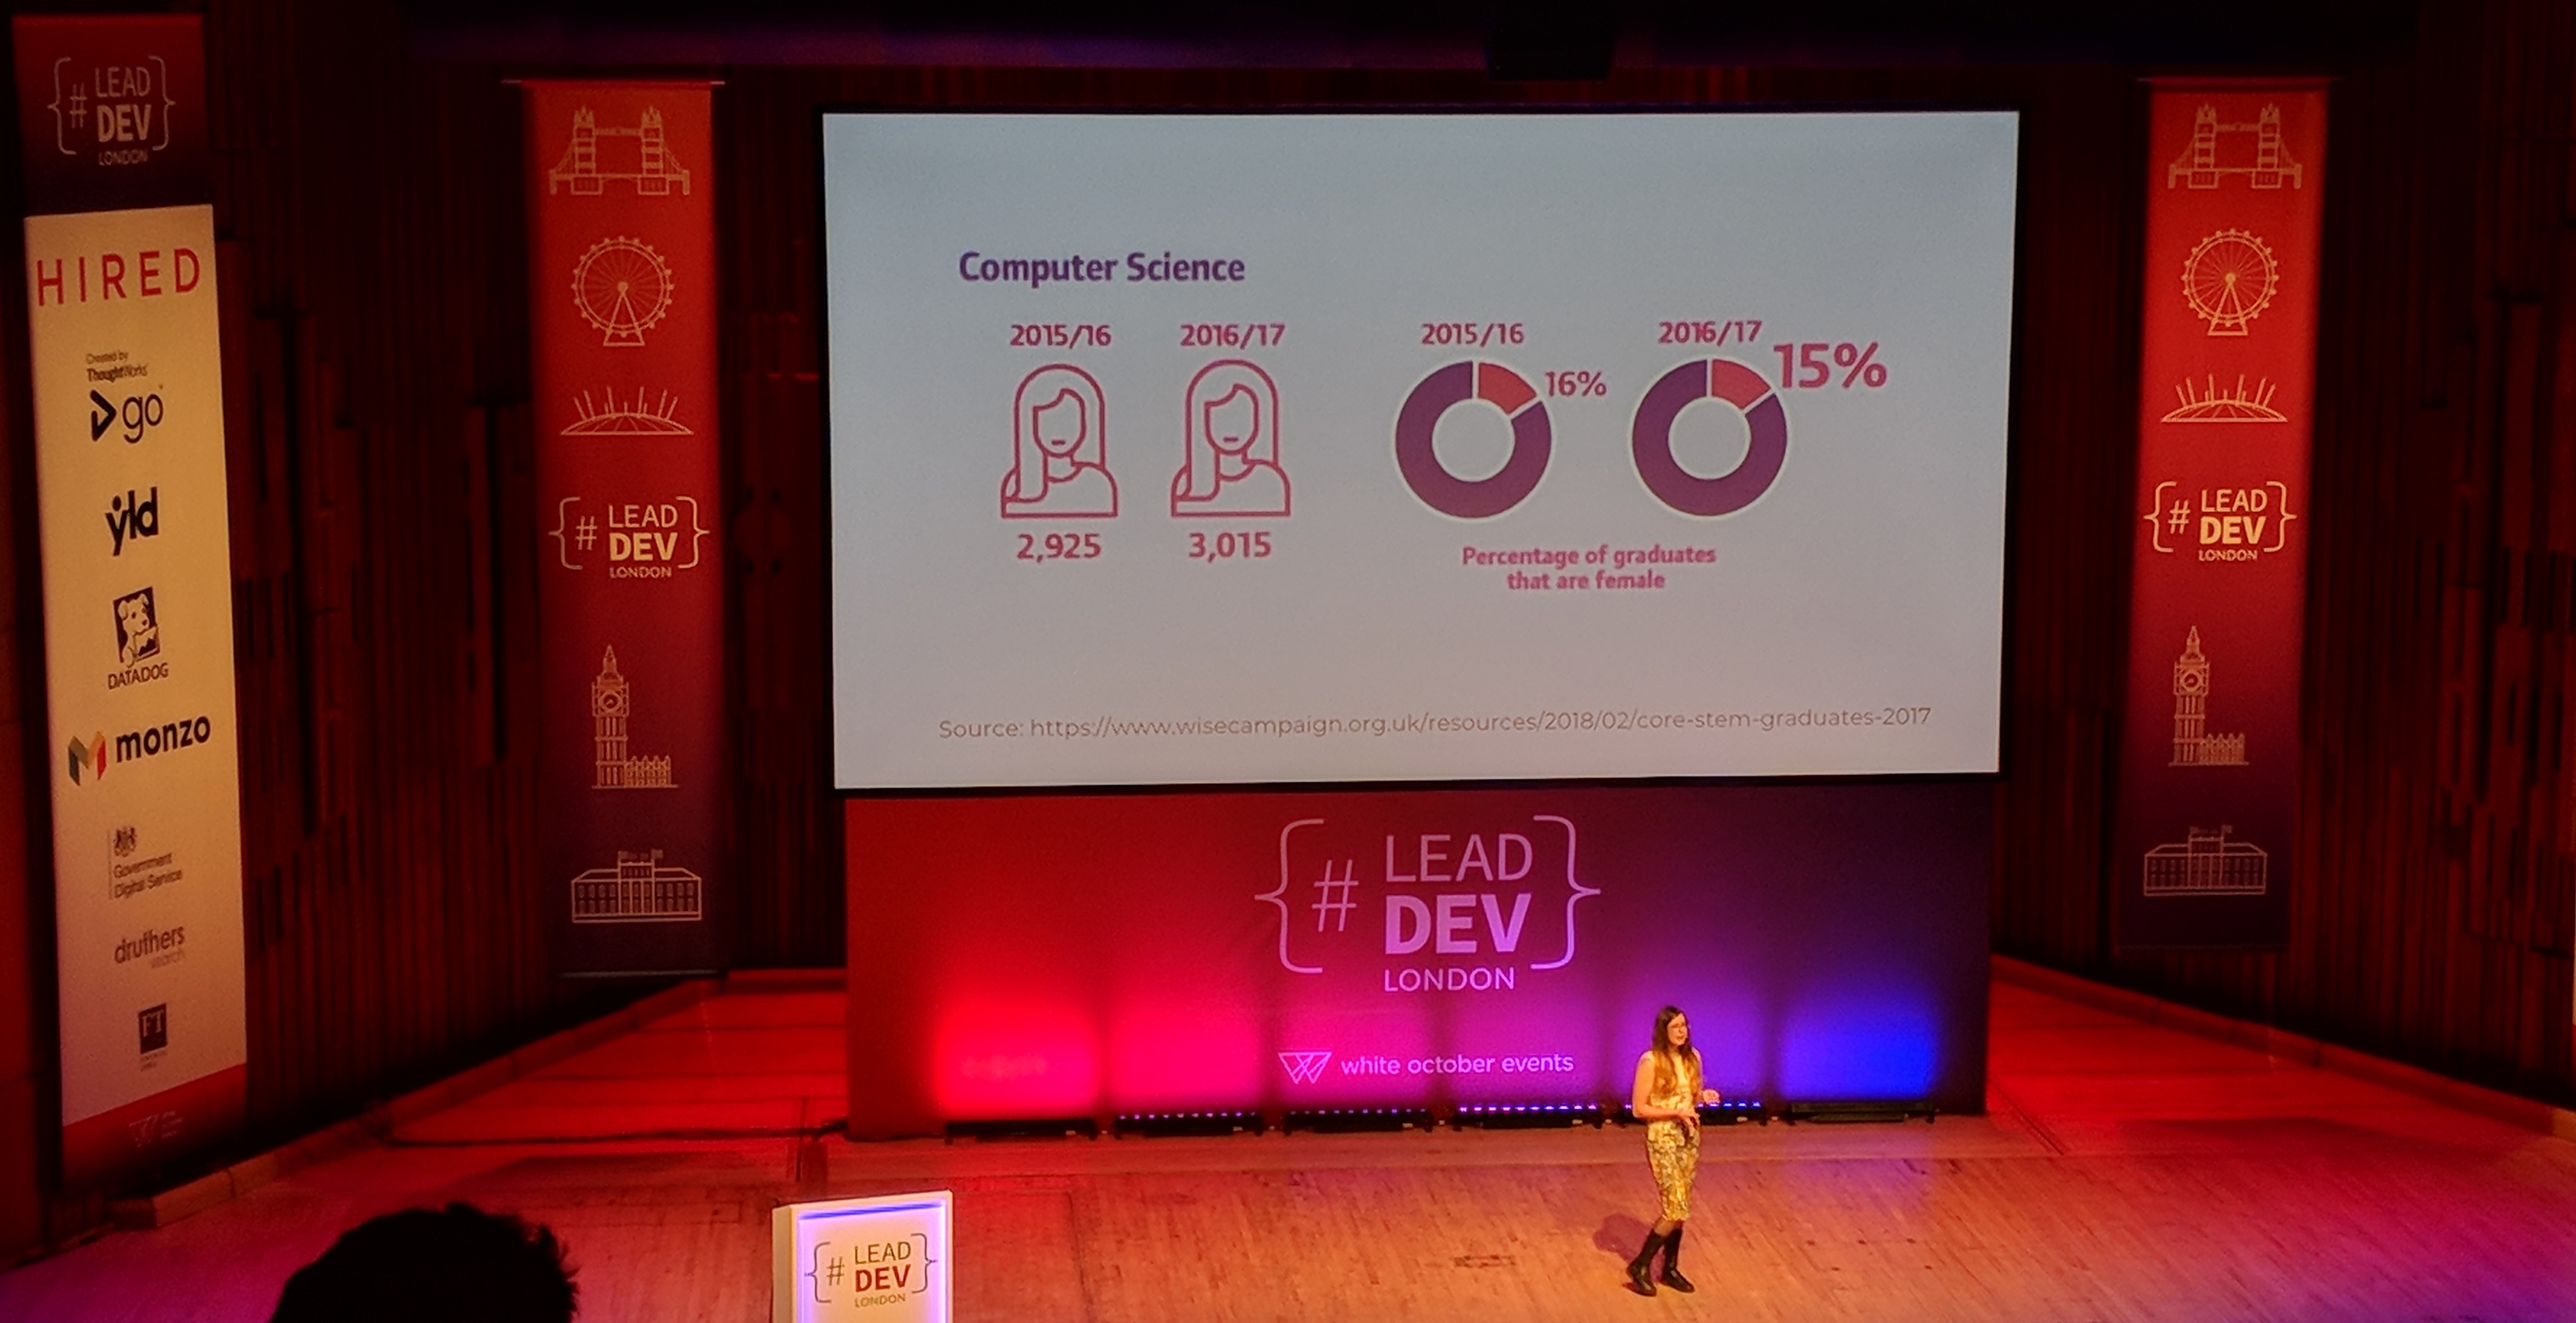 {# LEAD
DEV}
LONDON
HIRED
Created by
ThoughtWorks
go
yld
DATADOG
monzo
Government
Digital Service
druthers
search
FT
{# LEAD
DEV}
LONDON
Computer Science
2015/16
2016/17
2,925
3,015
2015/16
16%
2016/17
15%
Percentage of graduates
that are female
Source: https://www.wisecampaign.org.uk/resources/2018/02/core-stem-graduates-2017
{# LEAD
DEV}
LONDON
white october events
{# LEAD
DEV}
LONDON
{# LEAD
DEV}
LONDON